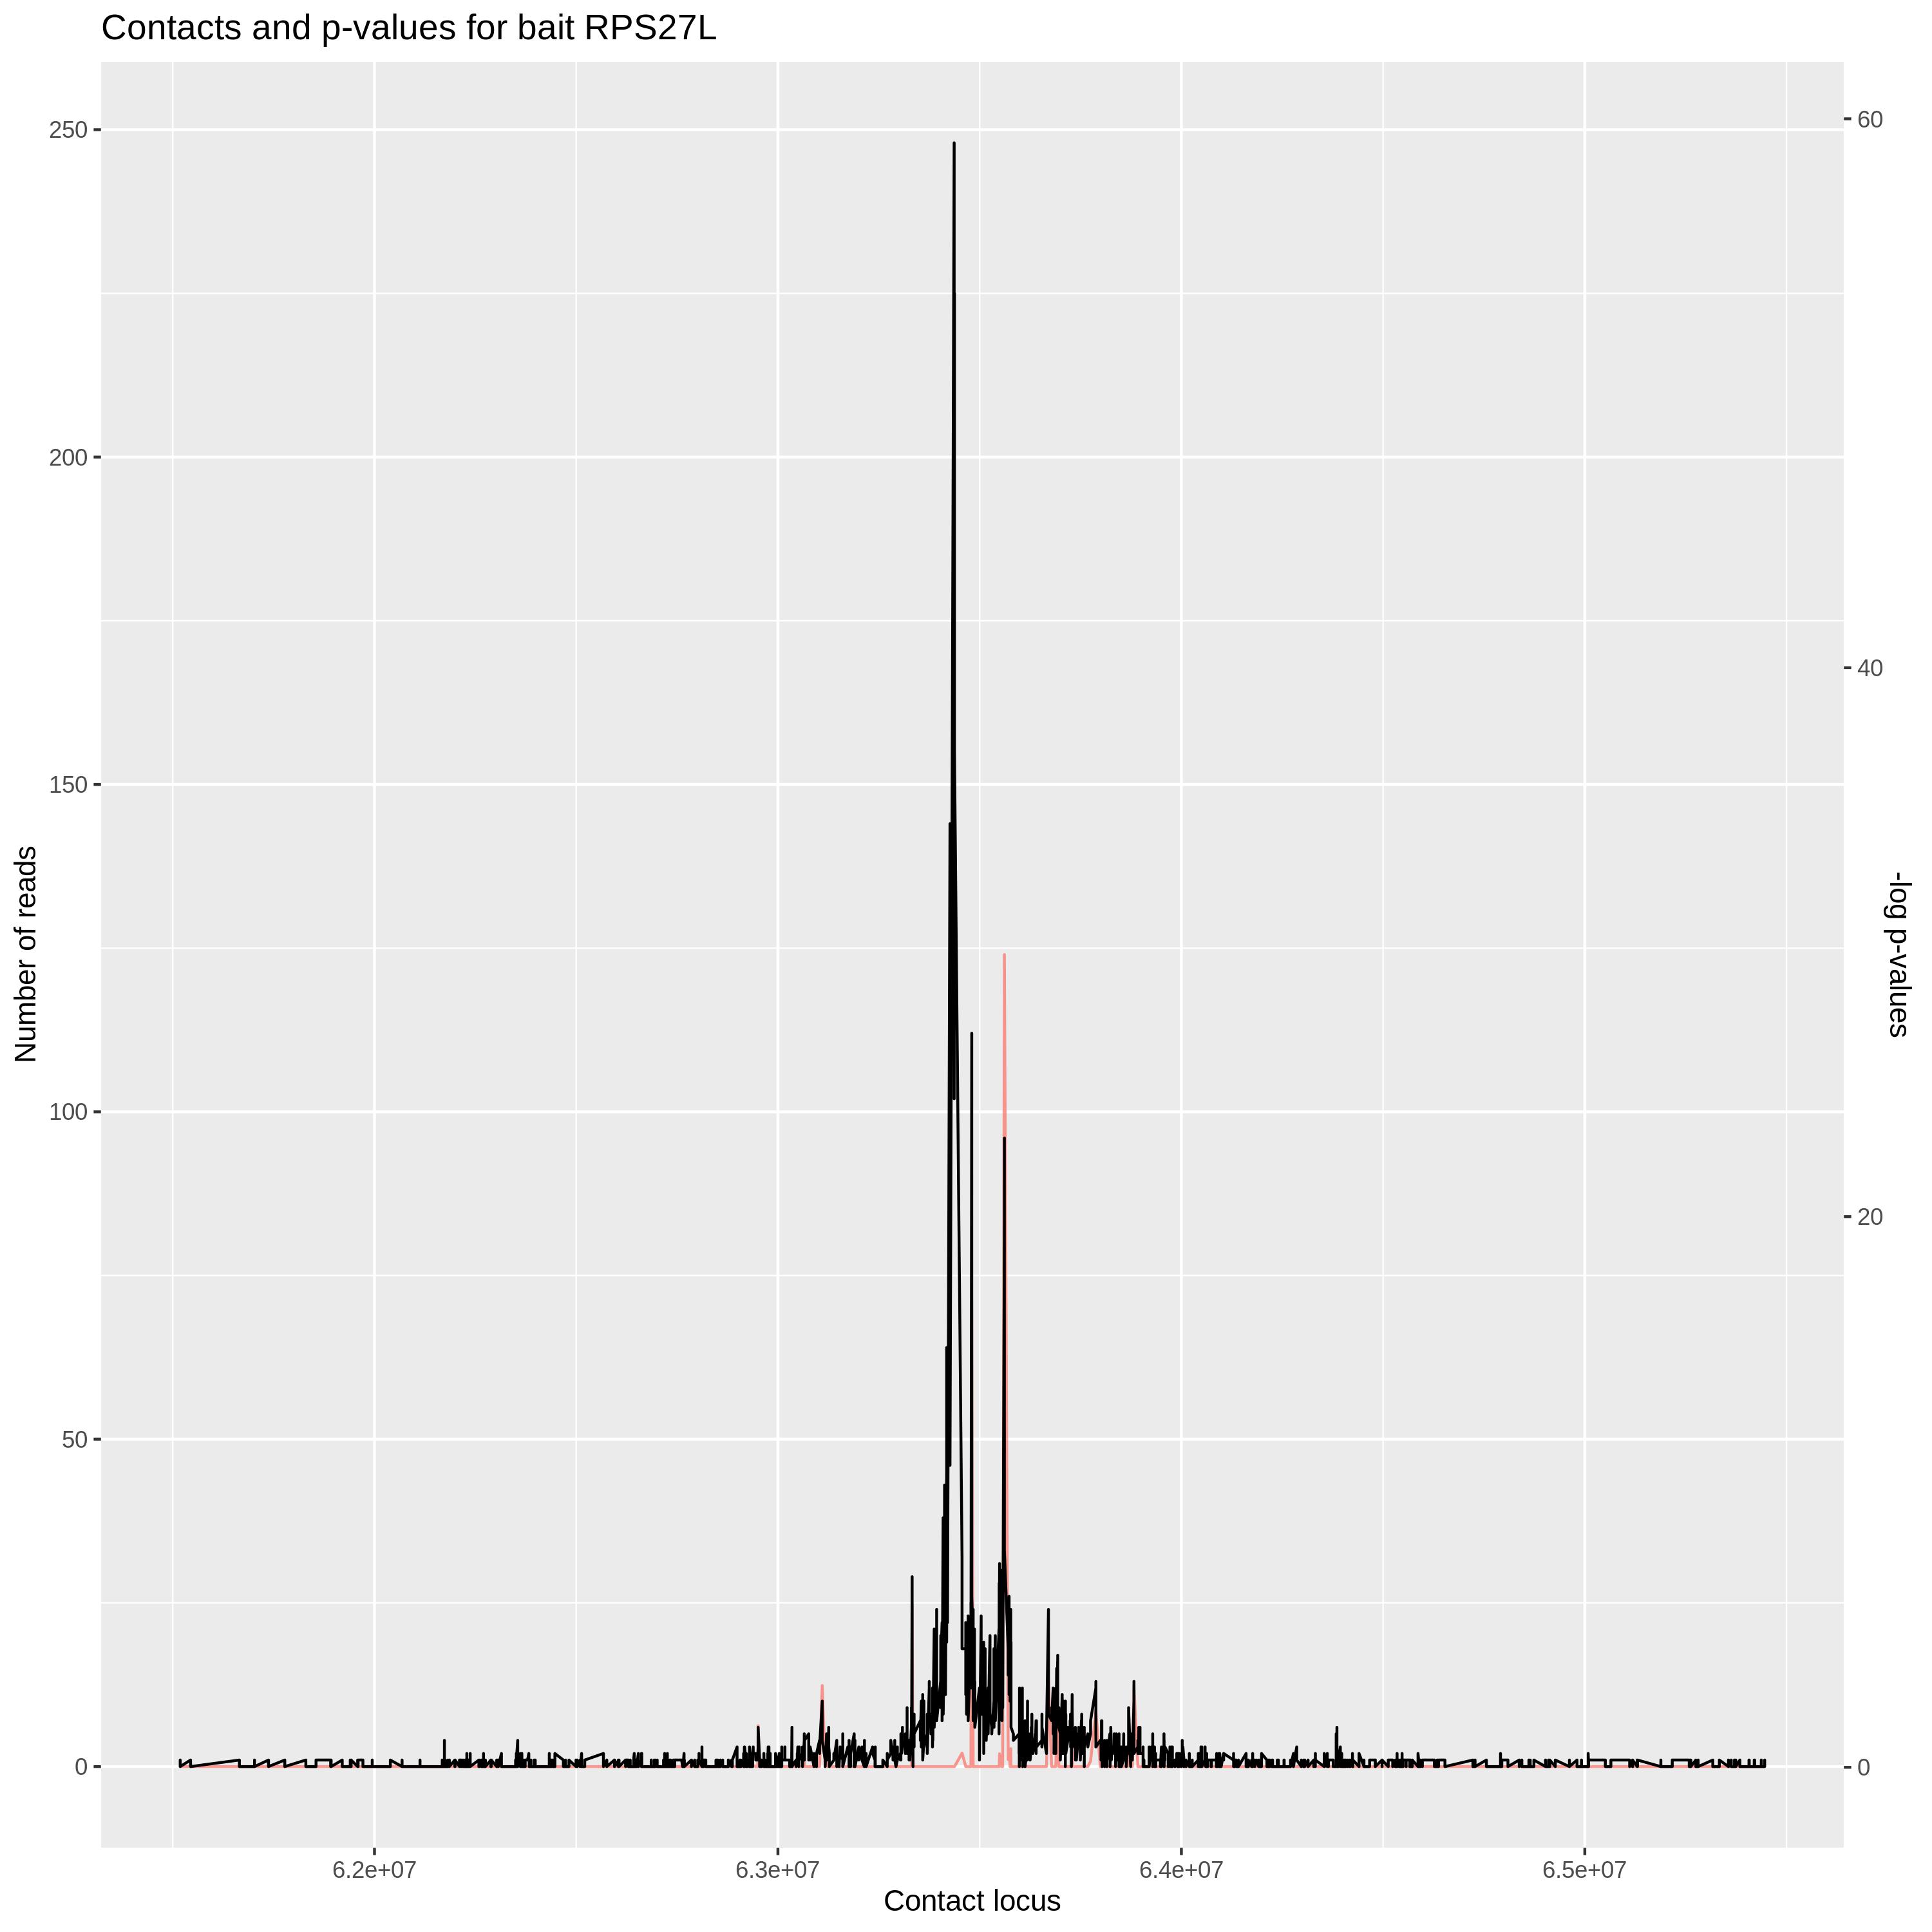 Contacts and p-values for bait RPS27L
250
200
150
100
50
0
Number of reads
60
40
20
0
-log p-values
6.2e+07
6.3e+07
6.4e+07
6.5e+07
Contact locus